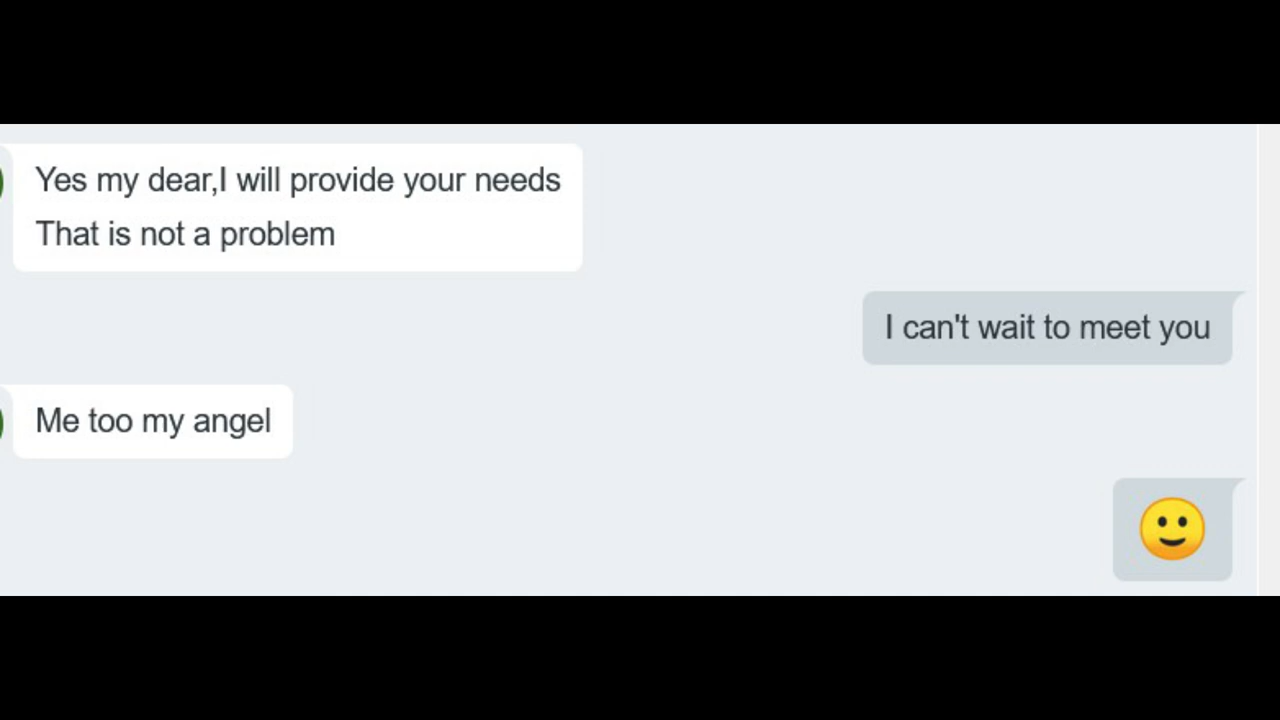 Yes my dear,I will provide your needs
That is not a problem
I can't wait to meet you
Me too my angel